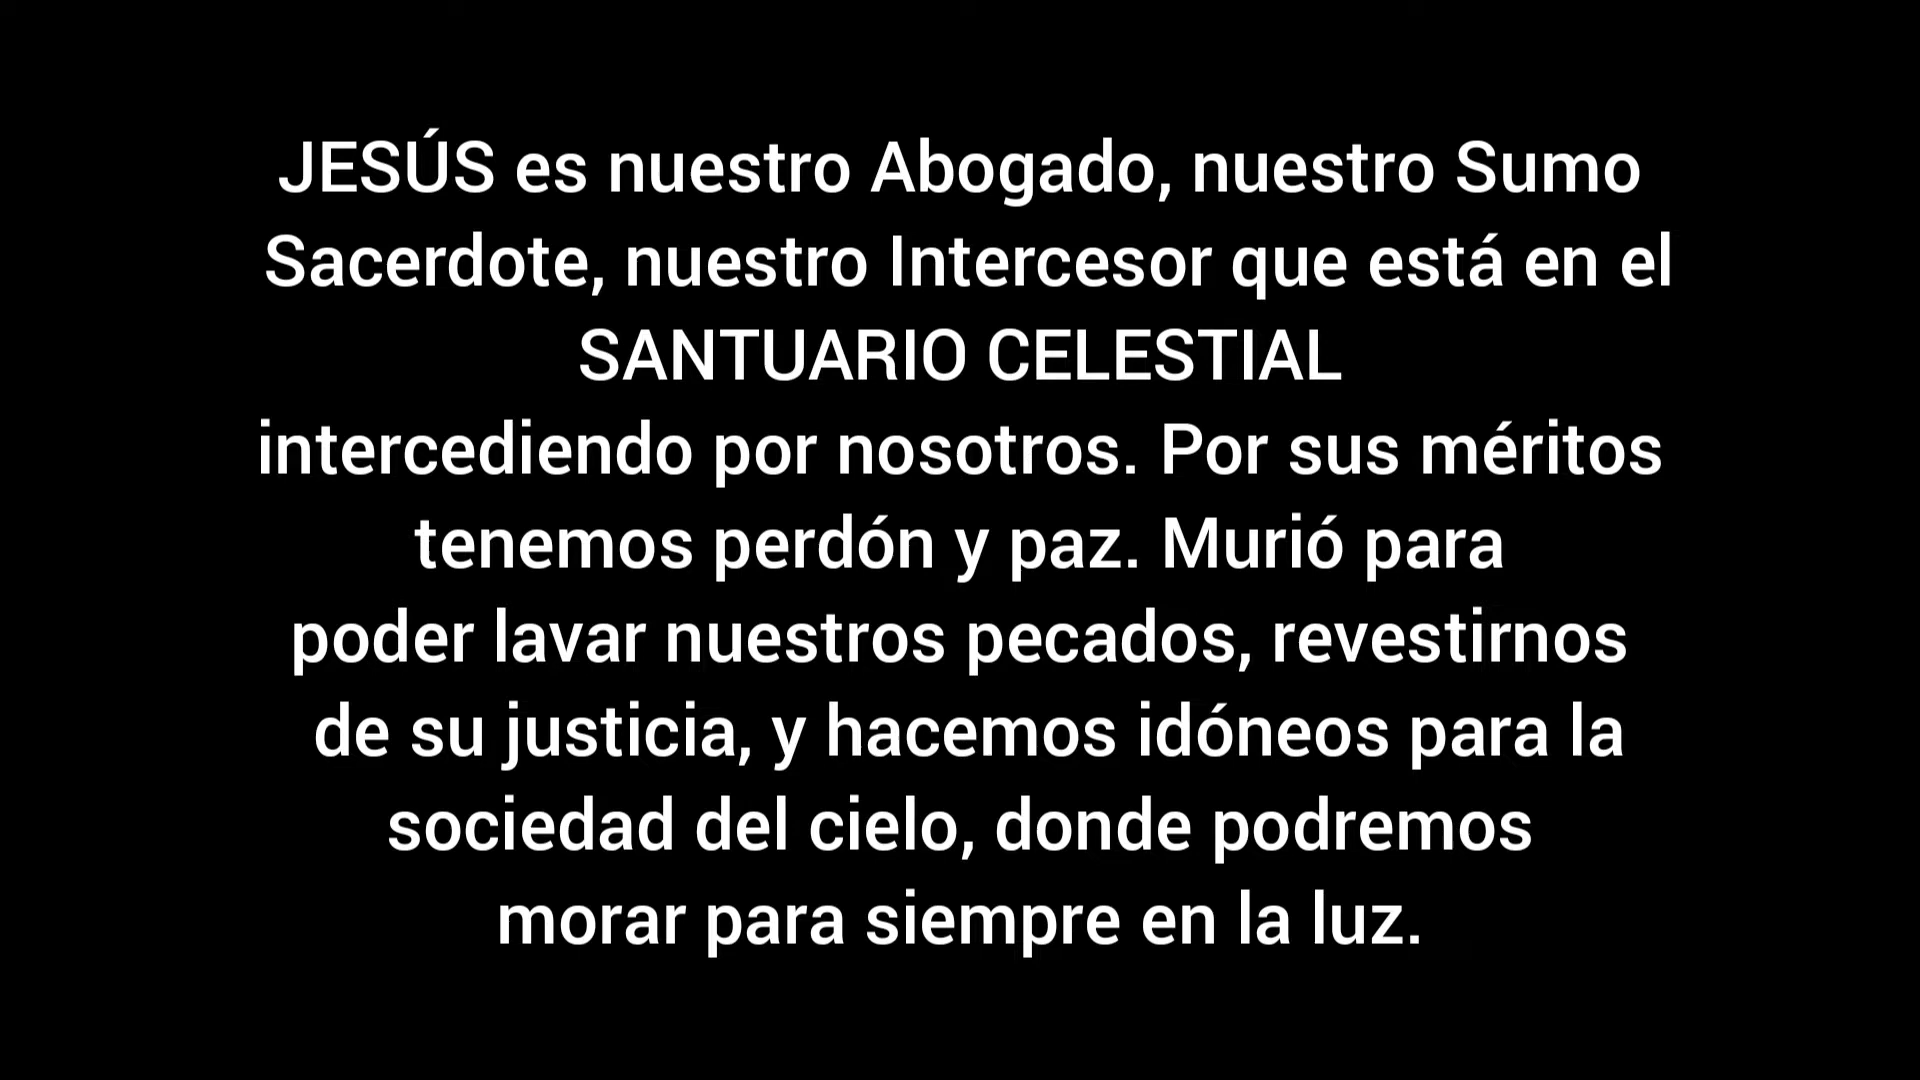 JESÚS es nuestro Abogado, nuestro Sumo
Sacerdote, nuestro Intercesor que está en el
SANTUARIO CELESTIAL
intercediendo por nosotros. Por sus méritos
tenemos perdón y paz. Murió para
poder lavar nuestros pecados, revestirnos
de su justicia, y hacemos idóneos para la
sociedad del cielo, donde podremos
morar para siempre en la luz.